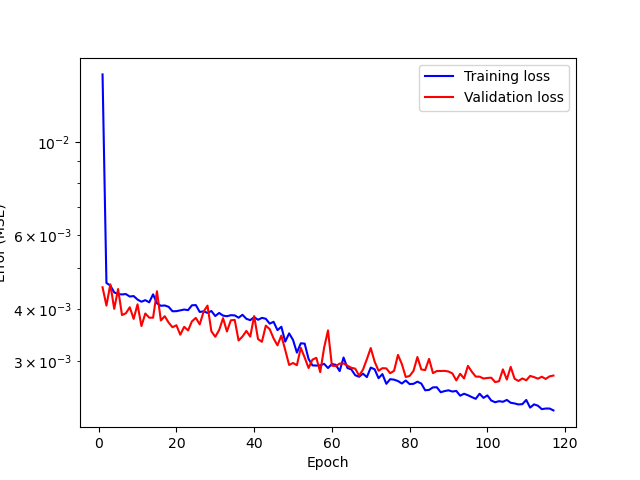 Training loss
Validation loss
10⁻²
6 × 10⁻³
4 × 10⁻³
3 × 10⁻³
Error (MSE)
0 20 40 60 80 100 120
Epoch